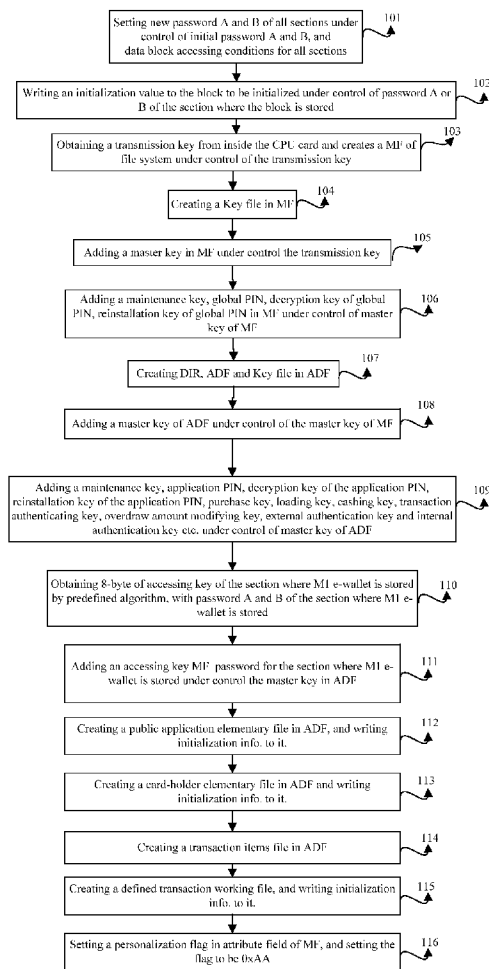 Setting new password A and B of all sections under
control of initial password A and B, and
data block accessing conditions for all sections
101
Writing an initialization value to the block to be initialized under control of password A or
B of the section where the block is stored
102
Obtaining a transmission key from inside the CPU card and creates a MF of
file system under control of the transmission key
103
Creating a Key file in MF
104
Adding a master key in MF under control the transmission key
105
Adding a maintenance key, global PIN, decryption key of global
PIN, reinstallation key of global PIN in MF under control of master
key of MF
106
Creating DIR, ADF and Key file in ADF
107
Adding a master key of ADF under control of the master key of MF
108
Adding a maintenance key, application PIN, decryption key of the application PIN,
reinstallation key of the application PIN, purchase key, loading key, cashing key, transaction
authenticating key, overdraw amount modifying key, external authentication key and internal
authentication key etc. under control of master key of ADF
109
Obtaining 8-byte of accessing key of the section where M1 e-wallet is stored
by predefined algorithm, with password A and B of the section where M1 e-
wallet is stored
110
Adding an accessing key MF password for the section where M1 e-
wallet is stored under control the master key in ADF
111
Creating a public application elementary file in ADF, and writing
initialization info. to it.
112
Creating a card-holder elementary file in ADF and writing
initialization info. to it.
113
Creating a transaction items file in ADF
114
Creating a defined transaction working file, and writing initialization
info. to it.
115
Setting a personalization flag in attribute field of MF, and setting the
flag to be 0xAA
116